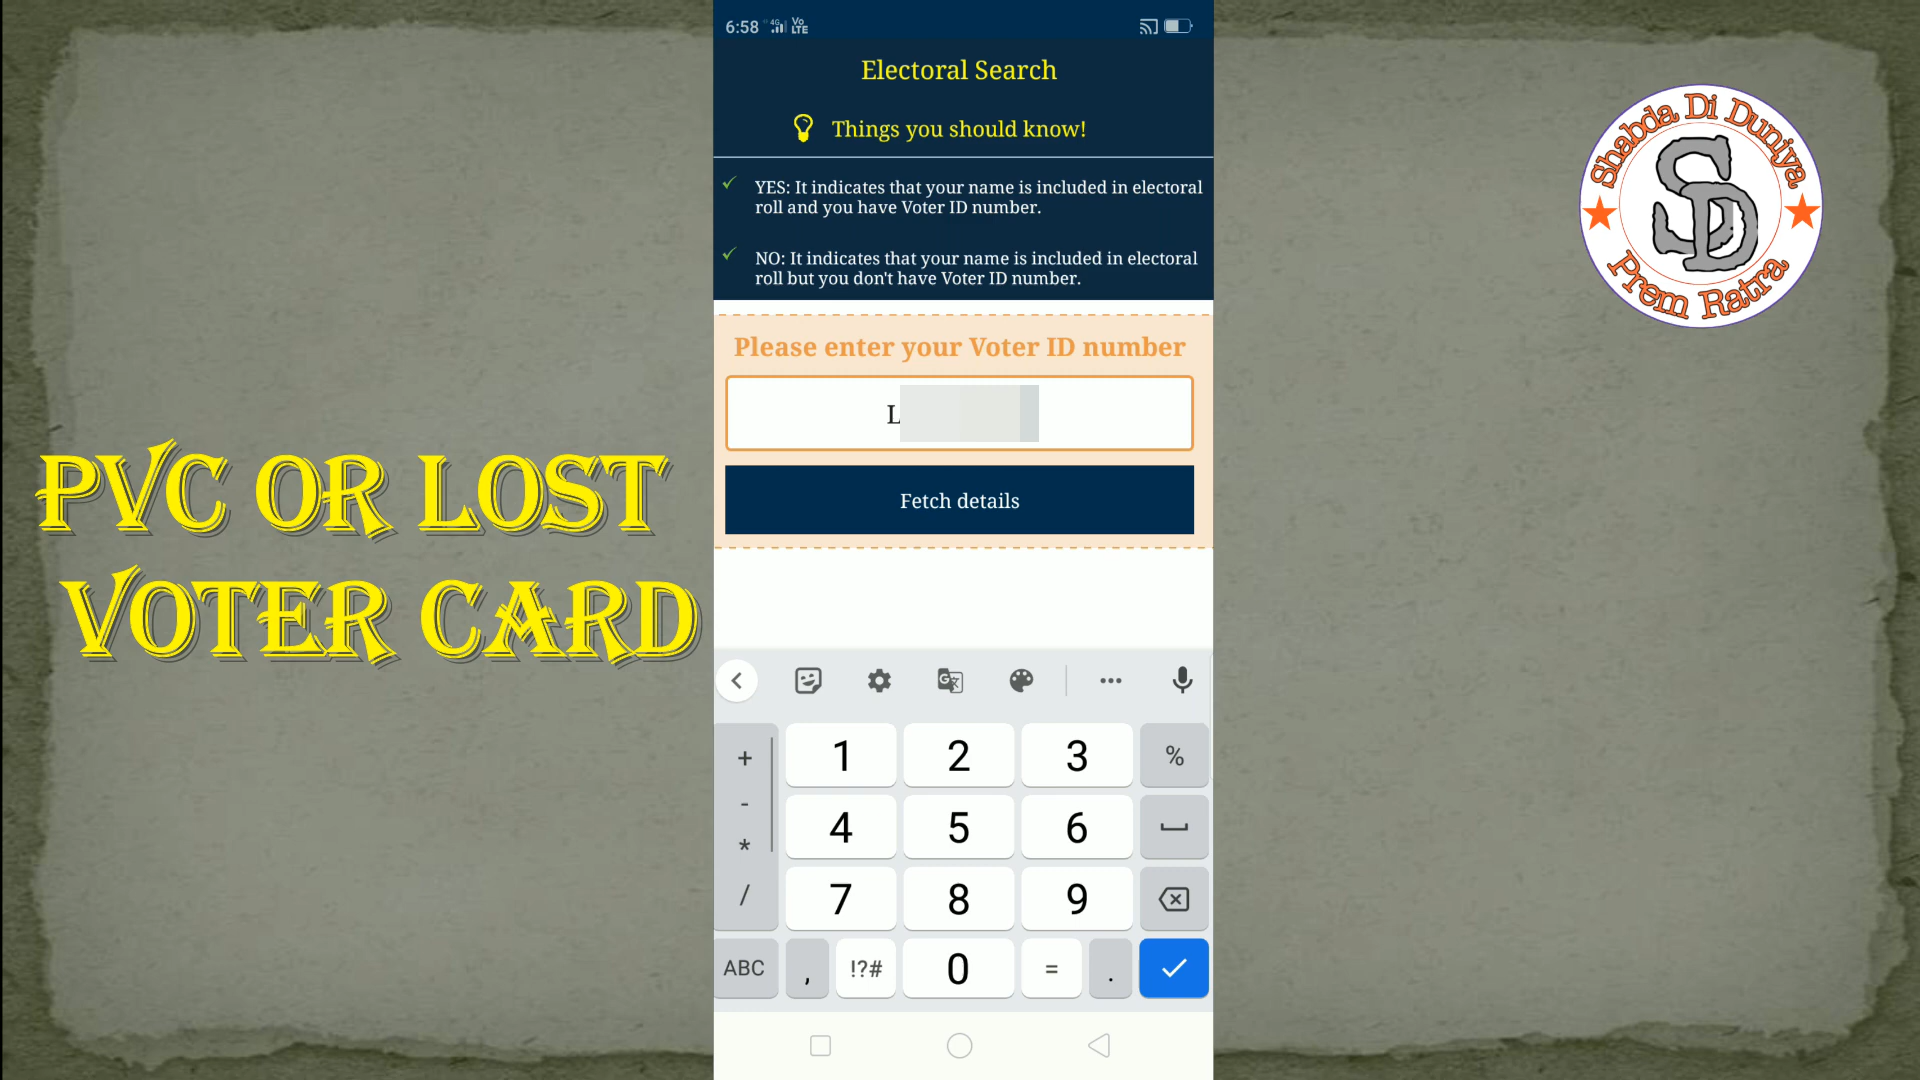 6:58 4G Vo LTE
Electoral Search
Things you should know!
YES: It indicates that your name is included in electoral
roll and you have Voter ID number.
NO: It indicates that your name is included in electoral
roll but you don't have Voter ID number.
Please enter your Voter ID number
L
Fetch details
PVC OR LOST
VOTER CARD
Shabda Di Duniya
SD
Prem Ratra
+ 1 2 3 %
- 4 5 6
*
/ 7 8 9
ABC , !?# 0 = .